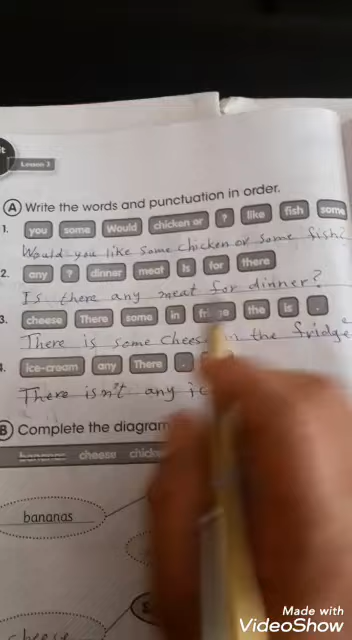 Lesson 3
A Write the words and punctuation in order.
1. you some Would chicken or ? like fish some
Would you like some chicken or some fish?
2. any ? dinner meat Is for there
Is there any meat for dinner?
3. cheese There some in fridge the is .
There is some cheese in the fridge
ice-cream any There .
There isn't any
B Complete the diagram
bananas cheese
bananas
cheese
Made with
VideoShow